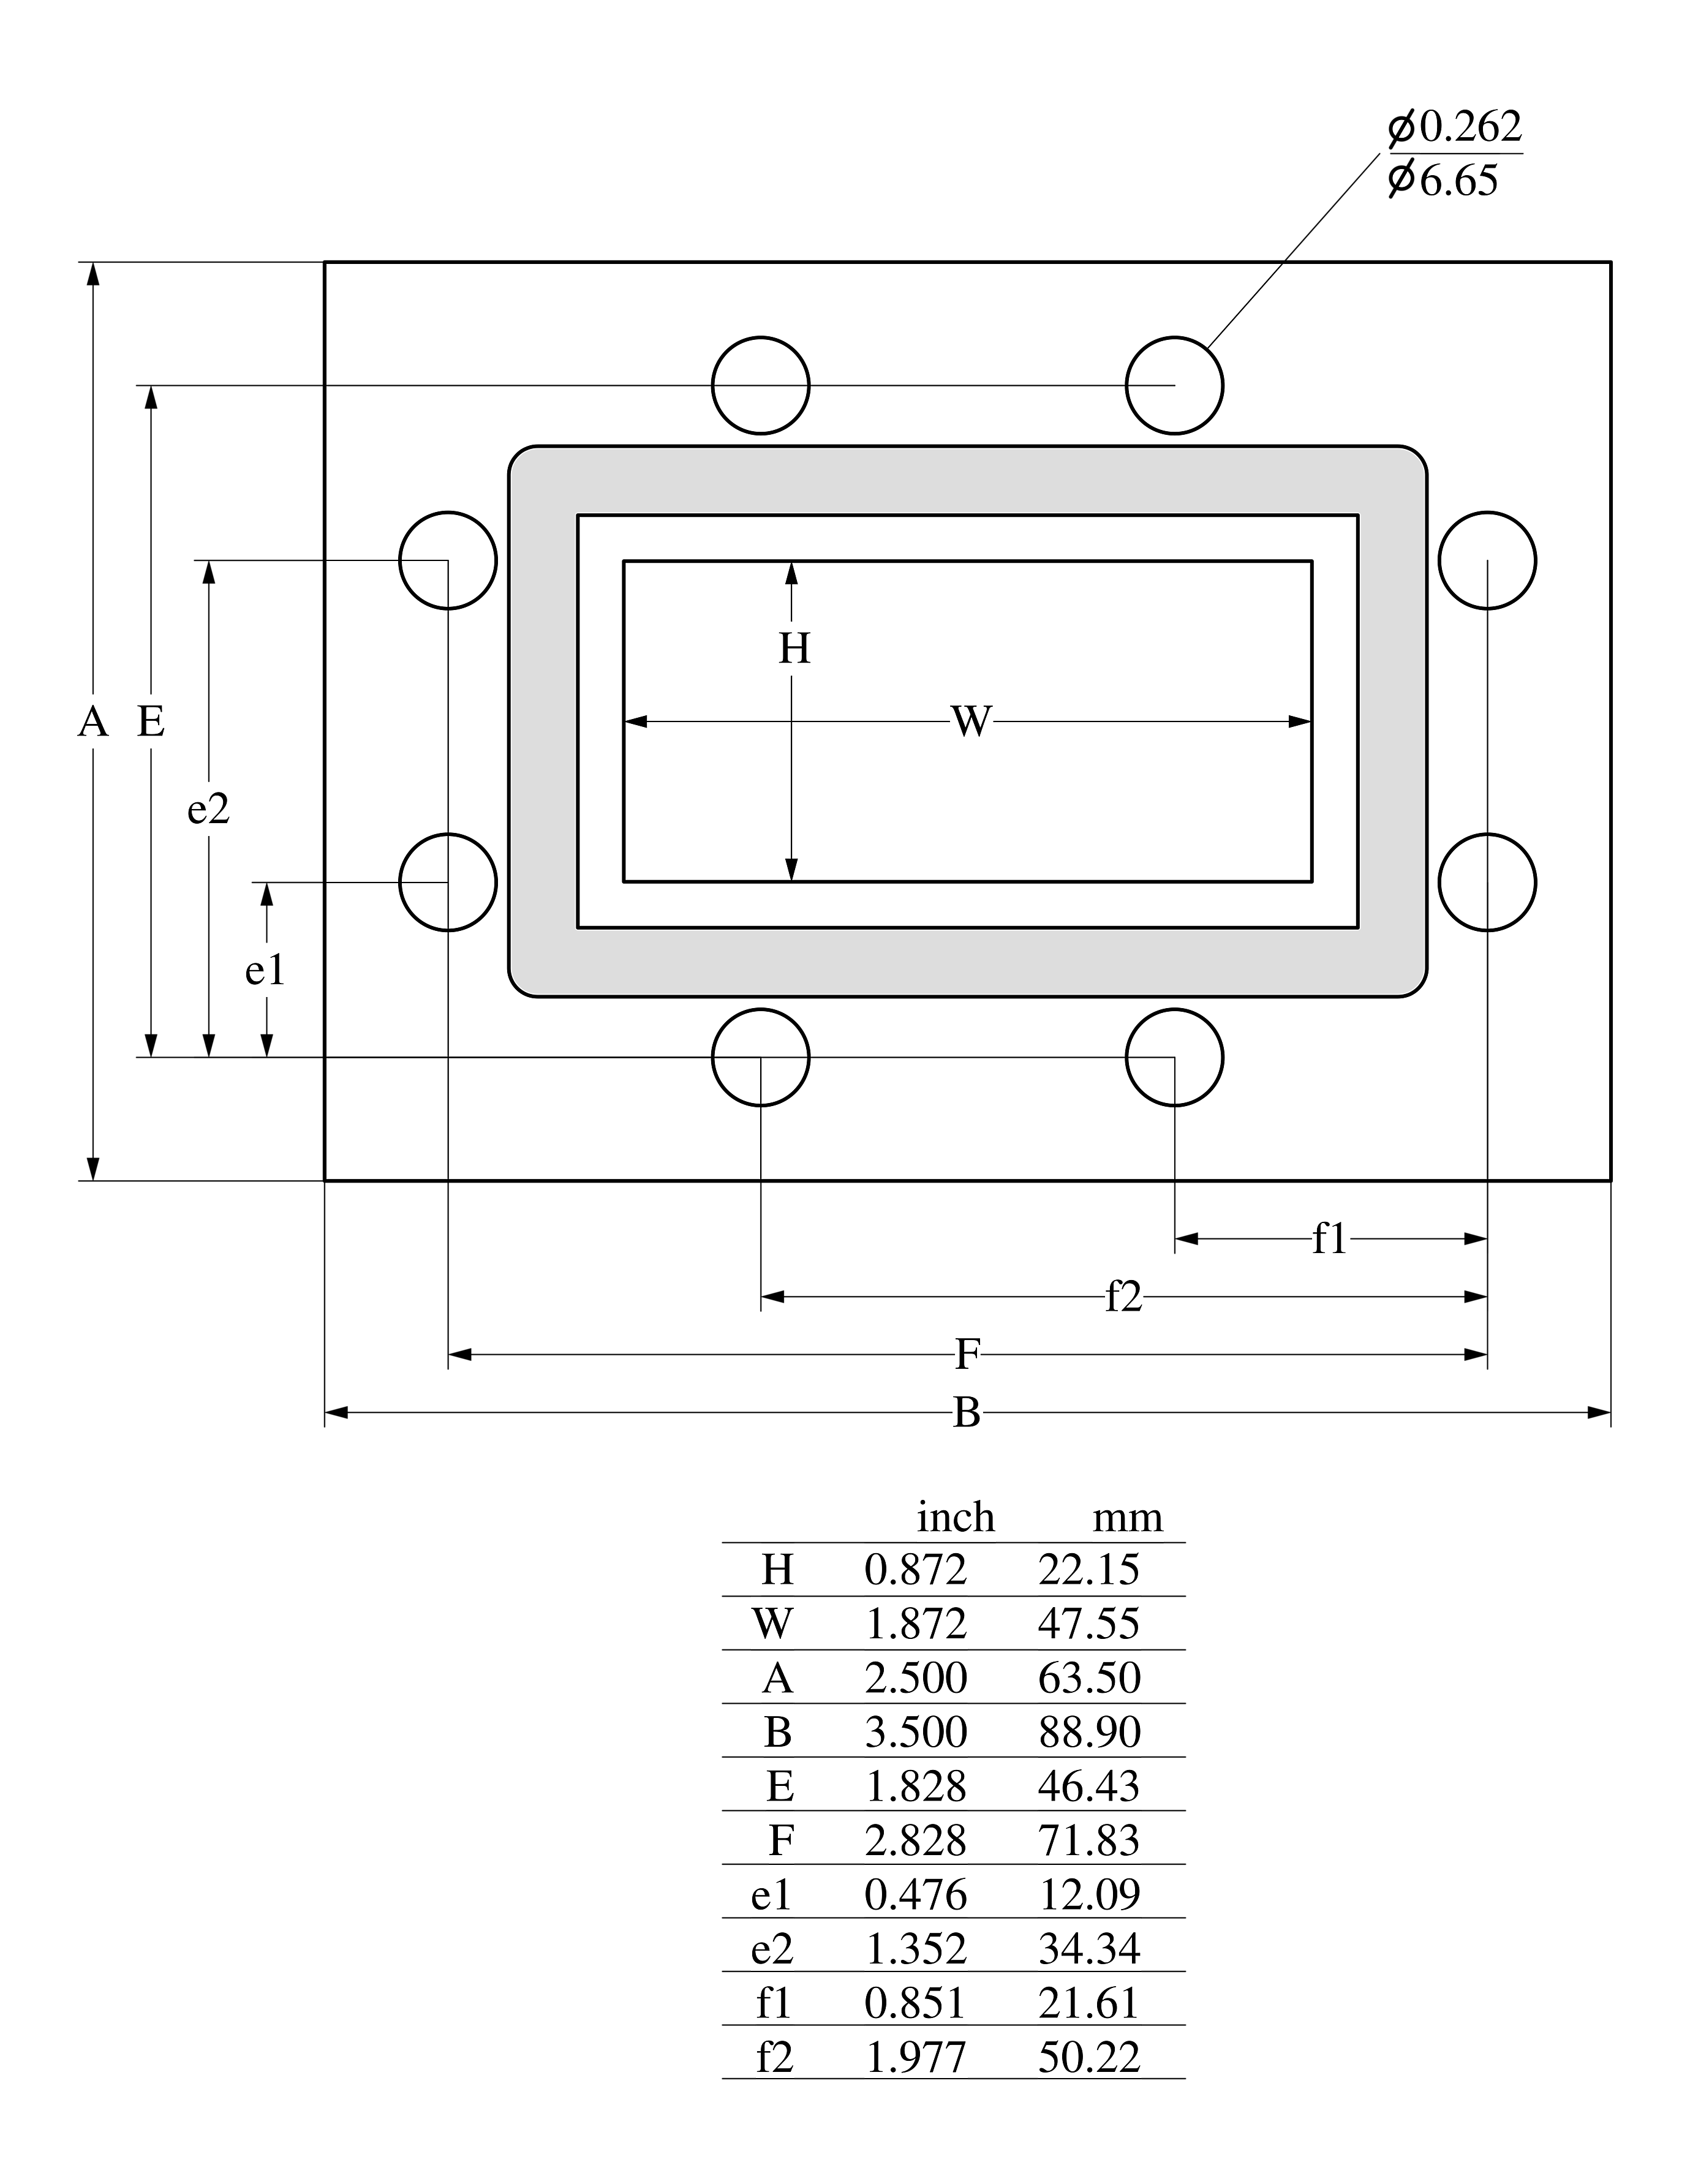 ⌀0.262
⌀6.65
H
W
A E
e2
e1
f1
f2
F
B
inch mm
H 0.872 22.15
W 1.872 47.55
A 2.500 63.50
B 3.500 88.90
E 1.828 46.43
F 2.828 71.83
e1 0.476 12.09
e2 1.352 34.34
f1 0.851 21.61
f2 1.977 50.22